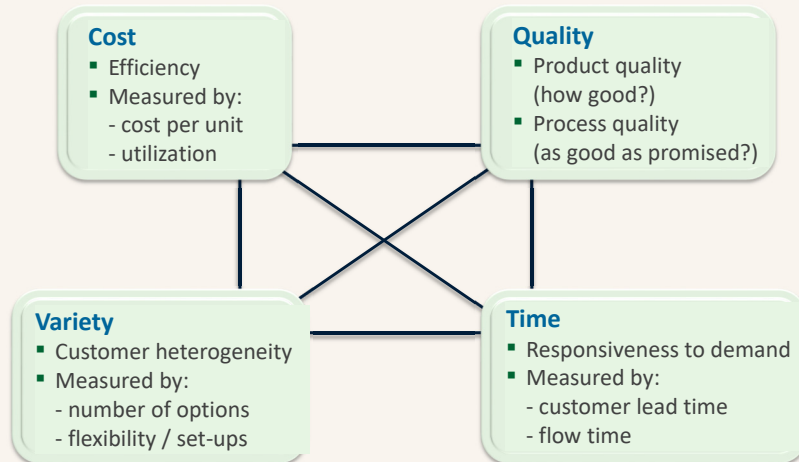 Cost
▪ Efficiency
▪ Measured by:
- cost per unit
- utilization
Quality
▪ Product quality
(how good?)
▪ Process quality
(as good as promised?)
Variety
▪ Customer heterogeneity
▪ Measured by:
- number of options
- flexibility / set-ups
Time
▪ Responsiveness to demand
▪ Measured by:
- customer lead time
- flow time